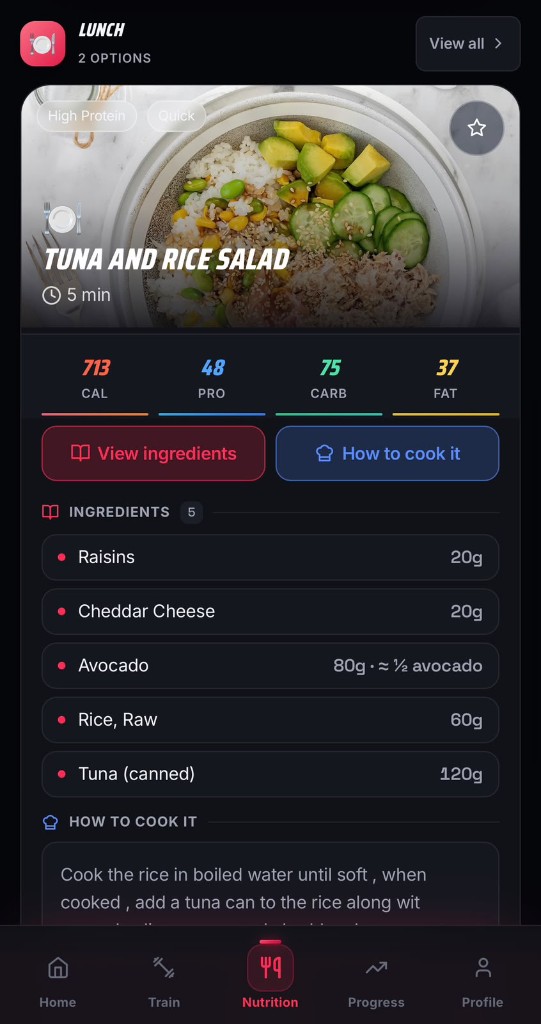 LUNCH
2 OPTIONS
View all
High Protein
Quick
TUNA AND RICE SALAD
5 min
713
CAL
48
PRO
75
CARB
37
FAT
View ingredients
How to cook it
INGREDIENTS 5
Raisins 20g
Cheddar Cheese 20g
Avocado 80g · ≈ ½ avocado
Rice, Raw 60g
Tuna (canned) 120g
HOW TO COOK IT
Cook the rice in boiled water until soft , when
cooked , add a tuna can to the rice along wit
Home
Train
Nutrition
Progress
Profile